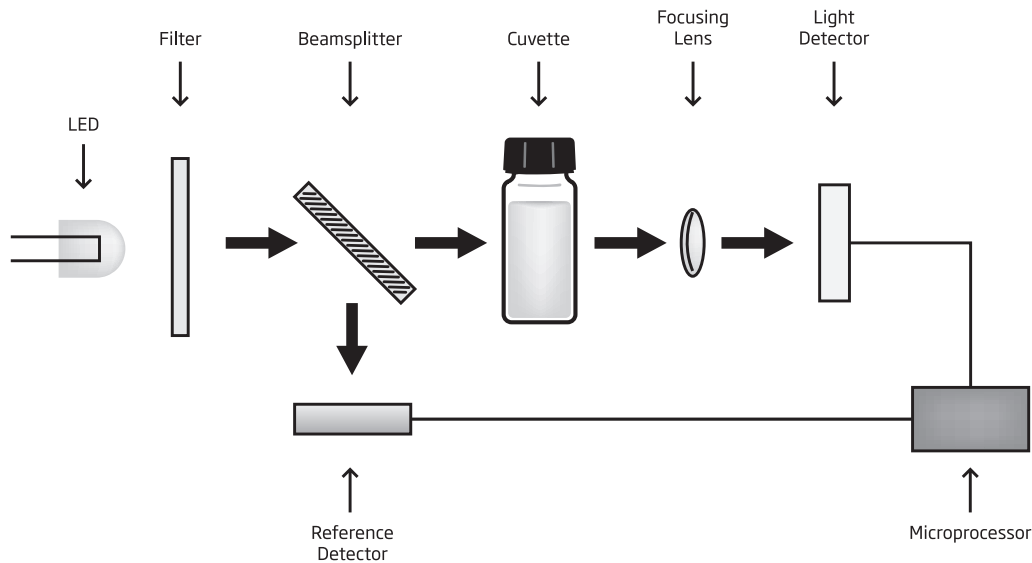 LED
Filter
Beamsplitter
Cuvette
Focusing
Lens
Light
Detector
Reference
Detector
Microprocessor